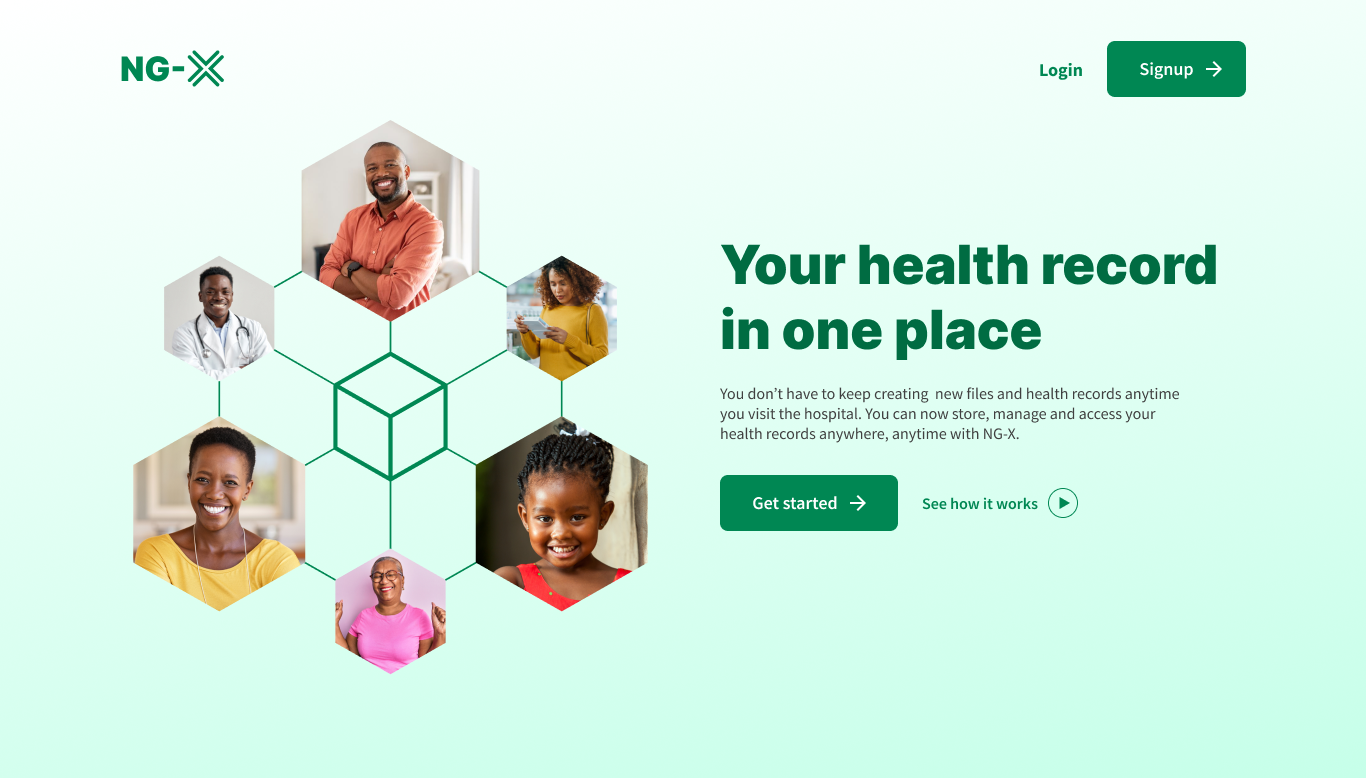 NG-X
Login
Signup
Your health record
in one place
You don’t have to keep creating  new files and health records anytime
you visit the hospital. You can now store, manage and access your
health records anywhere, anytime with NG-X.
Get started
See how it works